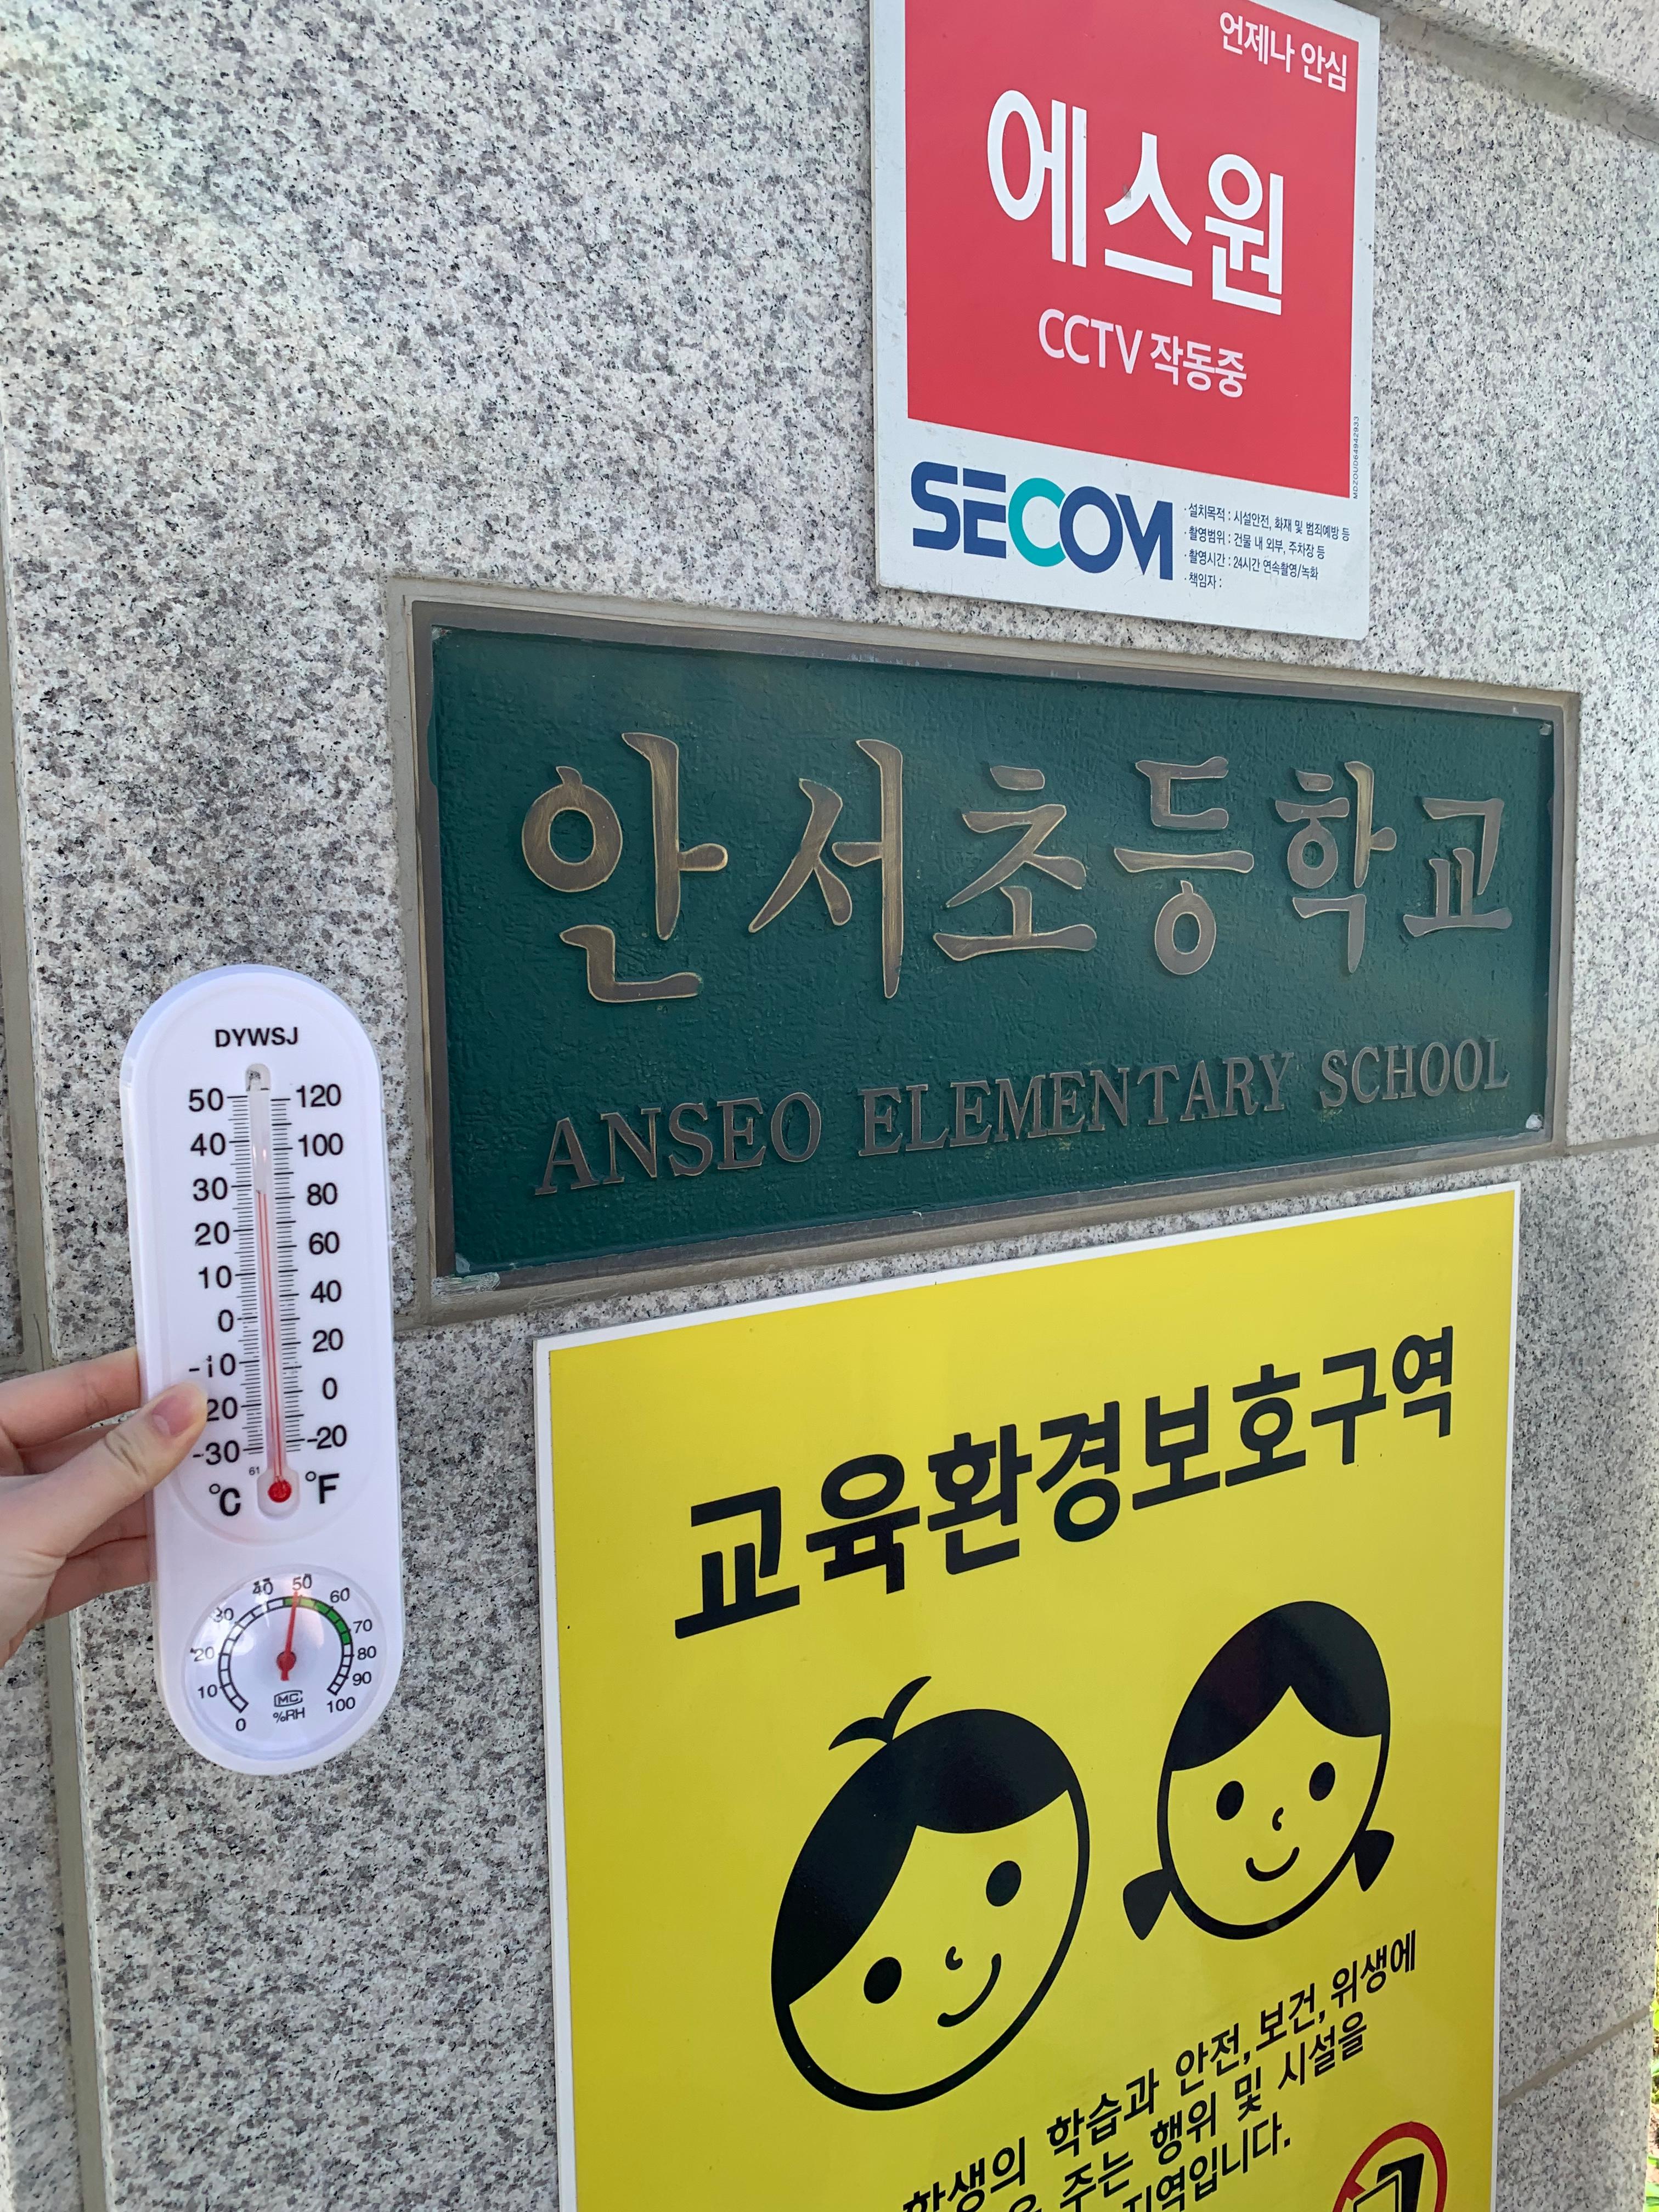 언제나 안심
에스원
CCTV 작동중
MDZOUD64942933
SECOM
· 설치목적 : 시설안전, 화재 및 범죄예방 등
· 촬영범위 : 건물 내 외부, 주차장 등
· 촬영시간 : 24시간 연속촬영/녹화
· 책임자 :
안서초등학교
ANSEO ELEMENTARY SCHOOL
DYWSJ
50 120
40 100
30 80
20 60
10 40
0 20
-10 0
20 -20
-30
61
°C °F
0 10 20 30 40 50 60 70 80 90 100
MC
%RH
교육환경보호구역
학생의 학습과 안전, 보건, 위생에
주는 행위 및 시설을
지역입니다.